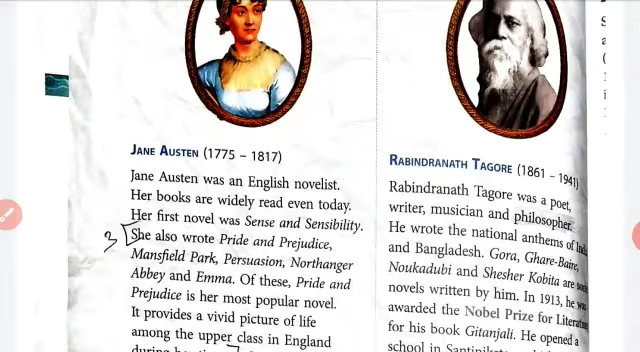 JANE AUSTEN (1775 – 1817)
Jane Austen was an English novelist.
Her books are widely read even today.
Her first novel was Sense and Sensibility.
3 She also wrote Pride and Prejudice,
Mansfield Park, Persuasion, Northanger
Abbey and Emma. Of these, Pride and
Prejudice is her most popular novel.
It provides a vivid picture of life
among the upper class in England
during
RABINDRANATH TAGORE (1861 – 1941)
Rabindranath Tagore was a poet,
writer, musician and philosopher.
He wrote the national anthems of
and Bangladesh. Gora, Ghare-Baire,
Noukadubi and Shesher Kobita are
novels written by him. In 1913, he was
awarded the Nobel Prize for
for his book Gitanjali. He opened a
school in